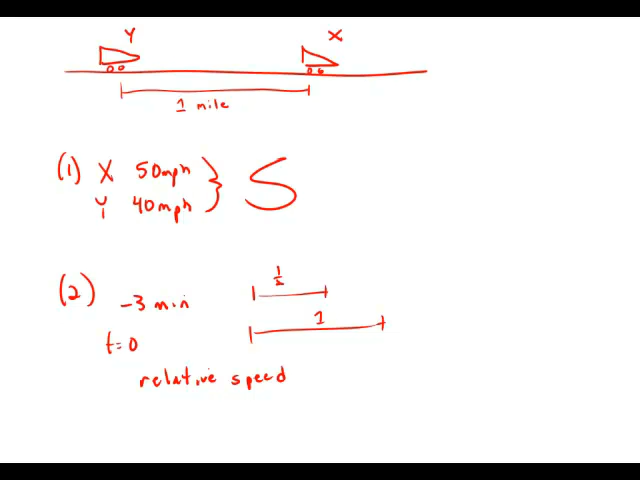 Y X
1 mile
(1) X 50mph
Y 40mph
S
(2) -3 min
1/2
1
t=0
relative speed